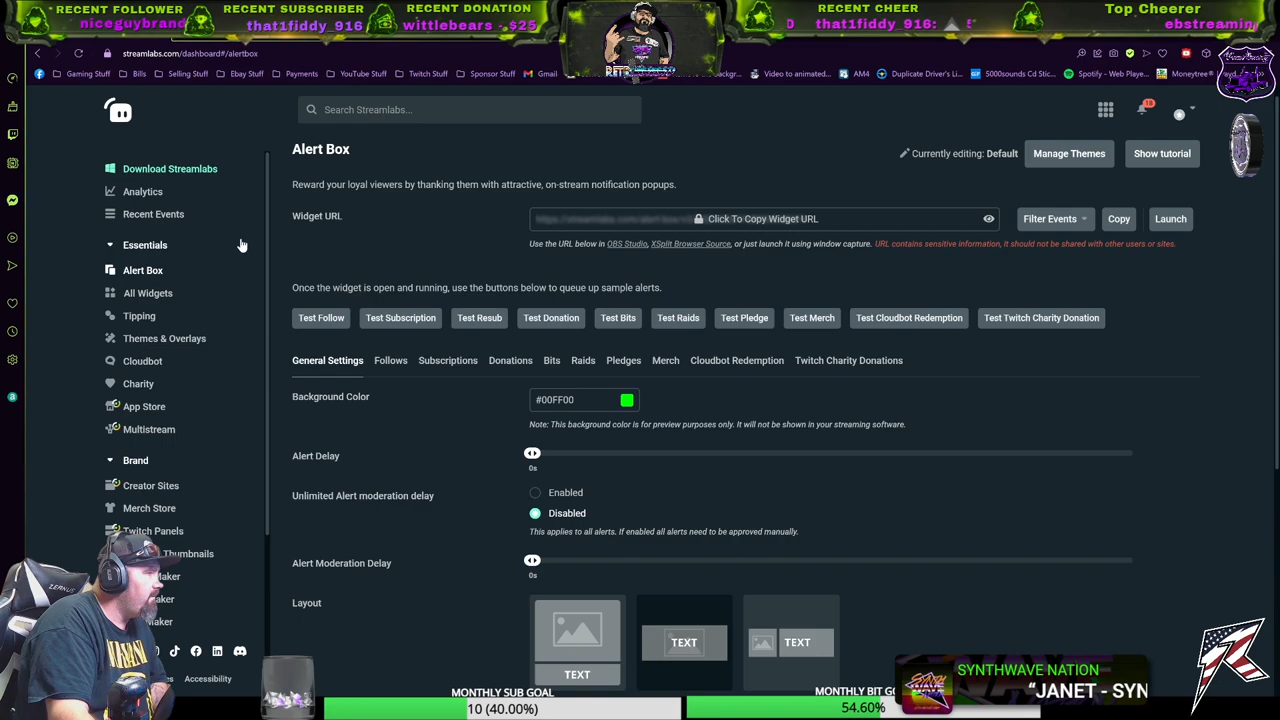 RECENT FOLLOWER
niceguybrand
RECENT SUBSCRIBER
that1fiddy_916
RECENT DONATION
wittlebears - $25
RECENT CHEER
that1fiddy_916:
Top Cheerer
ebstreamin
streamlabs.com/dashboard#/alertbox
Gaming Stuff
Bills
Selling Stuff
Ebay Stuff
Payments
YouTube Stuff
Twitch Stuff
Sponsor Stuff
Gmail
Video to animated...
AM4
Duplicate Driver's Li...
5000sounds Cd Stic...
Spotify - Web Playe...
Moneytree
Search Streamlabs...
18
Download Streamlabs
Analytics
Recent Events
Essentials
Alert Box
All Widgets
Tipping
Themes & Overlays
Cloudbot
Charity
App Store
Multistream
Brand
Creator Sites
Merch Store
Twitch Panels
Thumbnails
Maker
Accessibility
Alert Box
Currently editing: Default
Manage Themes
Show tutorial
Reward your loyal viewers by thanking them with attractive, on-stream notification popups.
Widget URL
Click To Copy Widget URL
Filter Events
Copy
Launch
Use the URL below in OBS Studio, XSplit Browser Source, or just launch it using window capture. URL contains sensitive information, it should not be shared with other users or sites.
Once the widget is open and running, use the buttons below to queue up sample alerts.
Test Follow
Test Subscription
Test Resub
Test Donation
Test Bits
Test Raids
Test Pledge
Test Merch
Test Cloudbot Redemption
Test Twitch Charity Donation
General Settings
Follows
Subscriptions
Donations
Bits
Raids
Pledges
Merch
Cloudbot Redemption
Twitch Charity Donations
Background Color
#00FF00
Note: This background color is for preview purposes only. It will not be shown in your streaming software.
Alert Delay
0s
Unlimited Alert moderation delay
Enabled
Disabled
This applies to all alerts. If enabled all alerts need to be approved manually.
Alert Moderation Delay
0s
Layout
TEXT
TEXT
TEXT
SYNTHWAVE NATION
"JANET - SYN
MONTHLY SUB GOAL
10 (40.00%)
MONTHLY BIT GO
54.60%